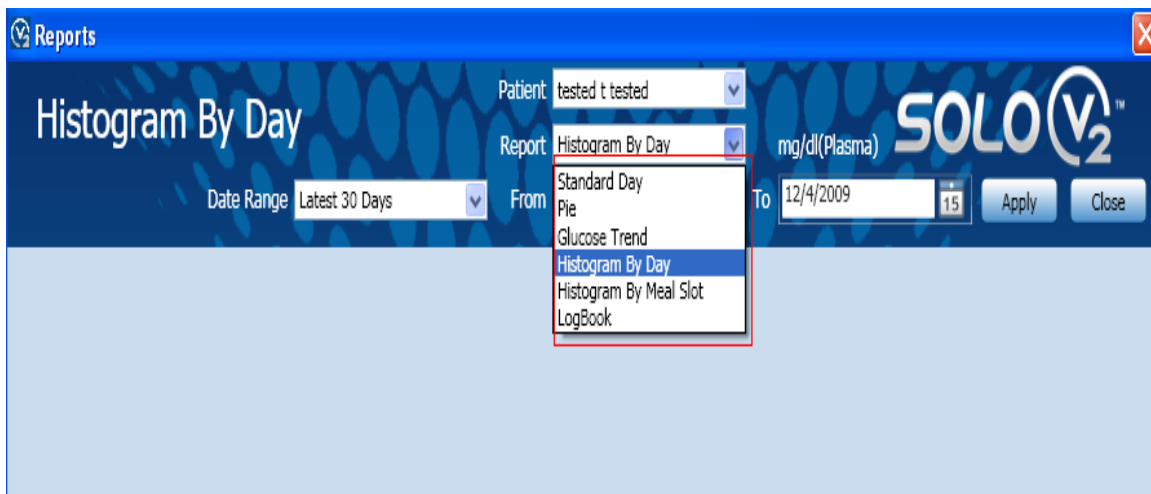 Reports
Patient tested t tested
Histogram By Day
Report Histogram By Day mg/dl(Plasma) SOLO V2™
Date Range Latest 30 Days From To 12/4/2009 15 Apply Close
Standard Day
Pie
Glucose Trend
Histogram By Day
Histogram By Meal Slot
LogBook